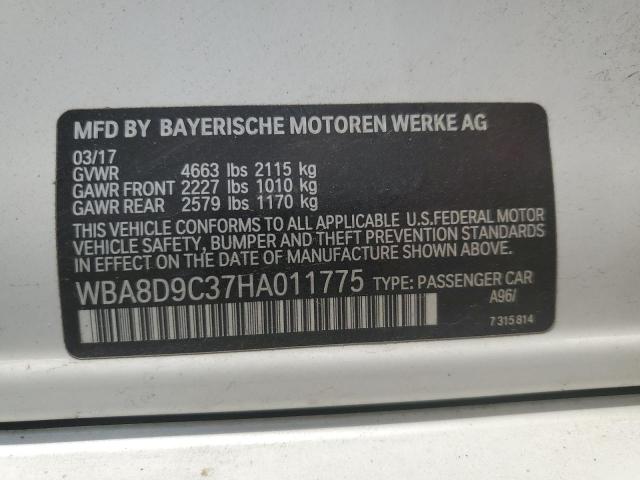 MFD BY BAYERISCHE MOTOREN WERKE AG
03/17
GVWR 4663 lbs 2115 kg
GAWR FRONT 2227 lbs 1010 kg
GAWR REAR 2579 lbs 1170 kg
THIS VEHICLE CONFORMS TO ALL APPLICABLE U.S.FEDERAL MOTOR
VEHICLE SAFETY, BUMPER AND THEFT PREVENTION STANDARDS
IN EFFECT ON THE DATE OF MANUFACTURE SHOWN ABOVE.
WBA8D9C37HA011775 TYPE: PASSENGER CAR
A96/
7 315 814